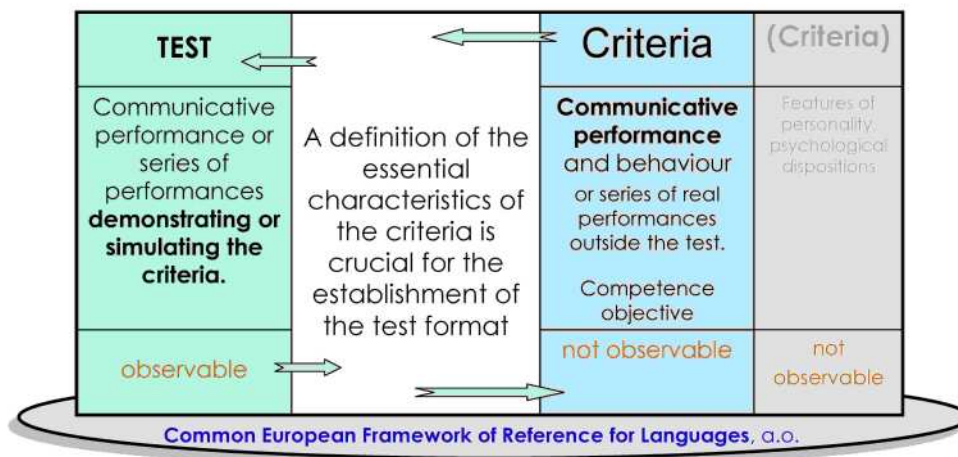 TEST
Communicative
performance or
series of
performances
demonstrating or
simulating the
criteria.
observable
A definition of the
essential
characteristics of
the criteria is
crucial for the
establishment of
the test format
Criteria
Communicative
performance
and behaviour
or series of real
performances
outside the test.
Competence
objective
not observable
(Criteria)
Features of
personality,
psychological
dispositions
not
observable
Common European Framework of Reference for Languages, a.o.